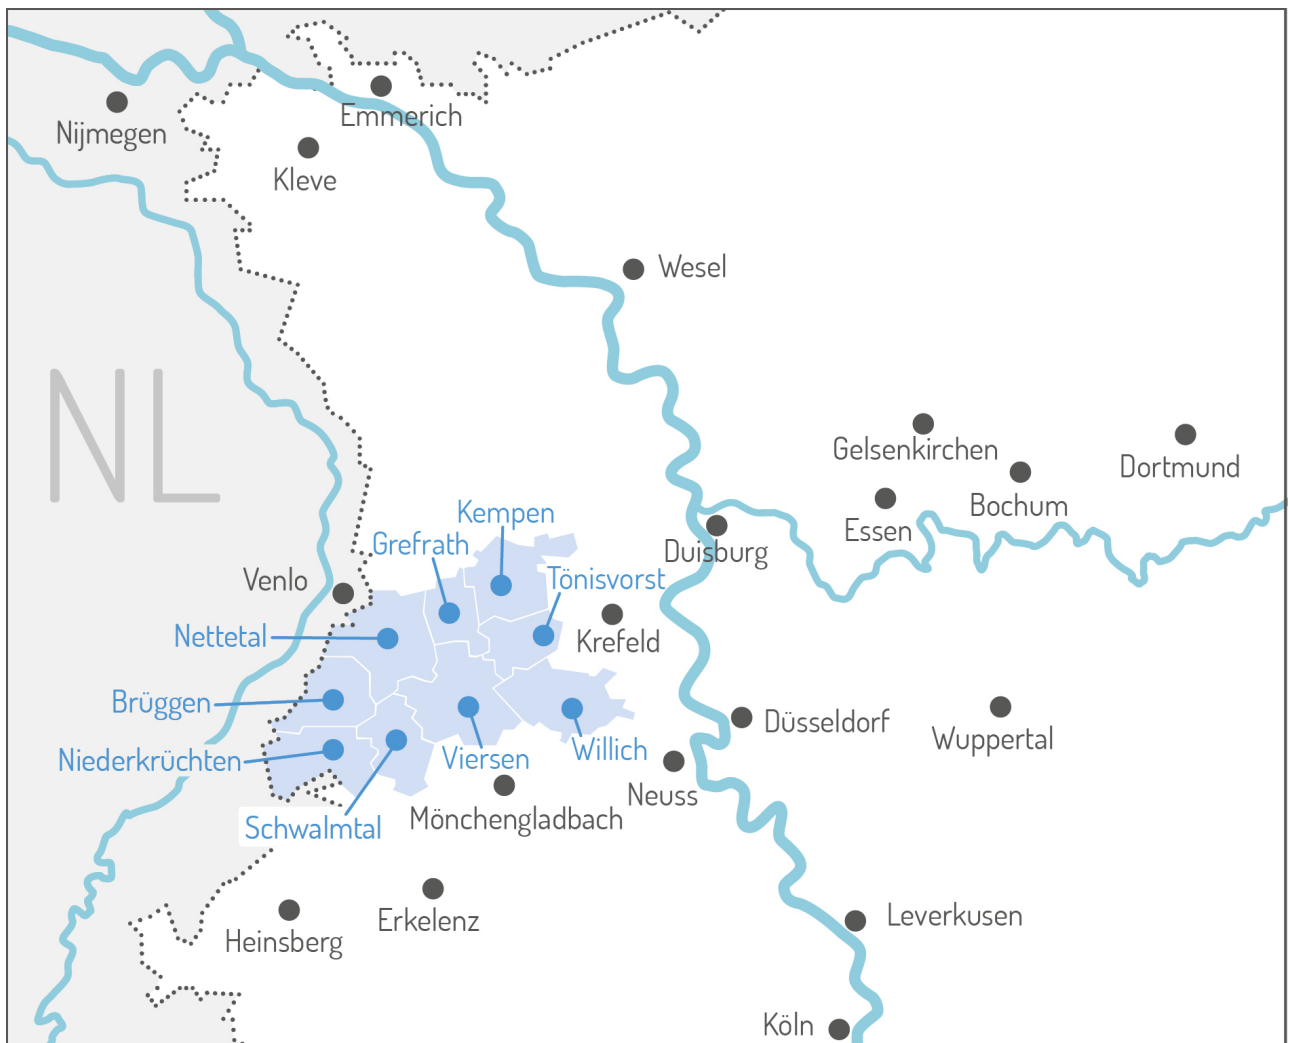 Emmerich
Nijmegen
Kleve
Wesel
NL
Gelsenkirchen
Dortmund
Bochum
Kempen
Essen
Grefrath
Duisburg
Venlo
Tönisvorst
Nettetal
Krefeld
Brüggen
Düsseldorf
Wuppertal
Niederkrüchten
Viersen
Willich
Neuss
Schwalmtal
Mönchengladbach
Erkelenz
Leverkusen
Heinsberg
Köln